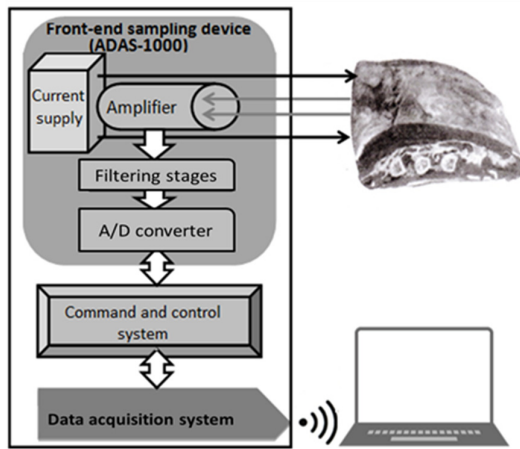 Front-end sampling device
(ADAS-1000)
Current
supply
Amplifier
Filtering stages
A/D converter
Command and control
system
Data acquisition system